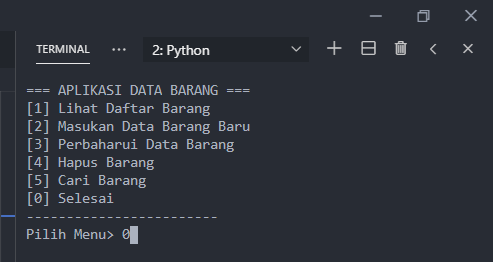 TERMINAL ... 2: Python
=== APLIKASI DATA BARANG ===
[1] Lihat Daftar Barang
[2] Masukan Data Barang Baru
[3] Perbaharui Data Barang
[4] Hapus Barang
[5] Cari Barang
[0] Selesai
------------------------
Pilih Menu> 0